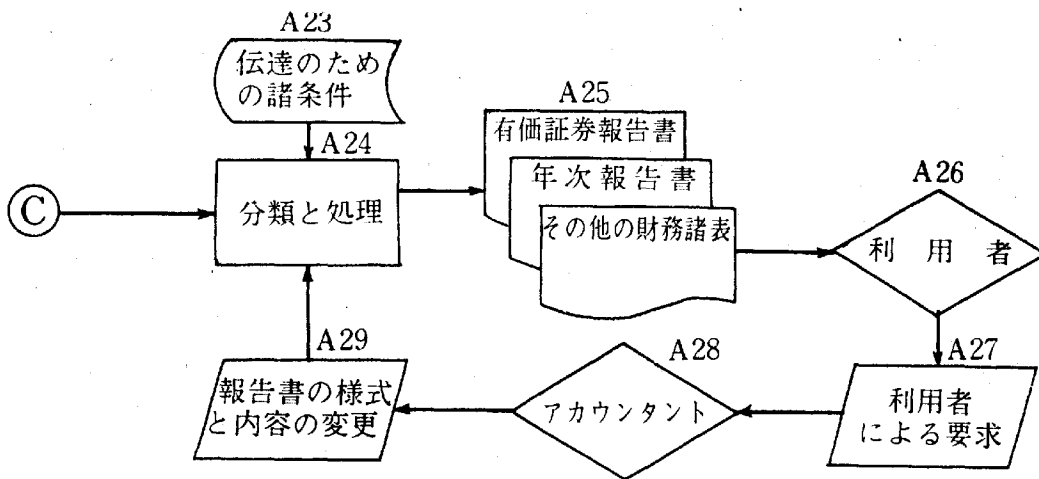 A23
伝達のため
の諸条件
A24
Ⓒ
分類と処理
A25
有価証券報告書
年次報告書
その他の財務諸表
A26
利用者
A27
利用者
による要求
A28
アカウンタント
A29
報告書の様式
と内容の変更